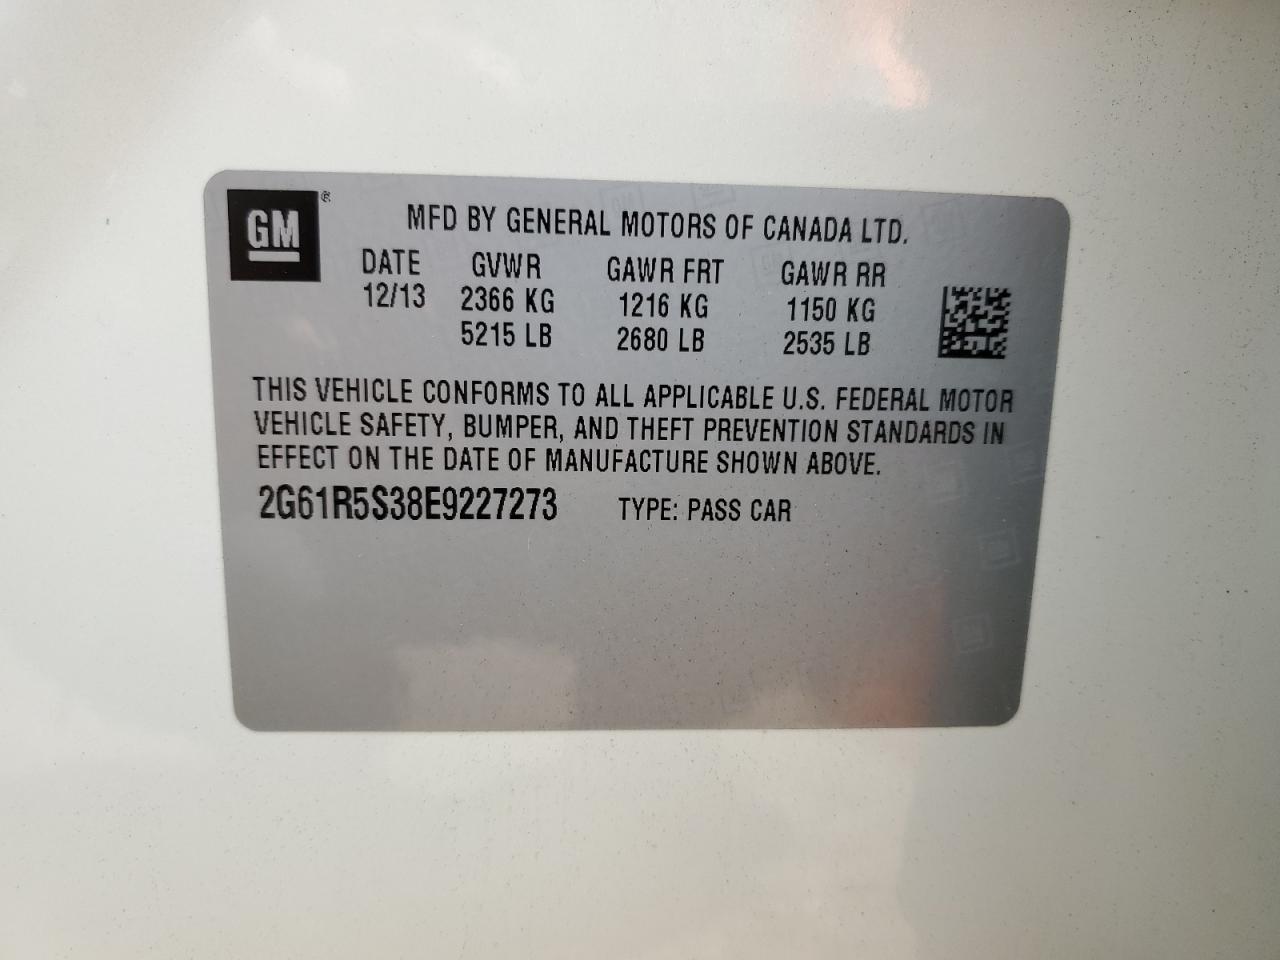 GM ®
MFD BY GENERAL MOTORS OF CANADA LTD.
DATE GVWR GAWR FRT GAWR RR
12/13 2366 KG 1216 KG 1150 KG
5215 LB 2680 LB 2535 LB
THIS VEHICLE CONFORMS TO ALL APPLICABLE U.S. FEDERAL MOTOR
VEHICLE SAFETY, BUMPER, AND THEFT PREVENTION STANDARDS IN
EFFECT ON THE DATE OF MANUFACTURE SHOWN ABOVE.
2G61R5S38E9227273 TYPE: PASS CAR